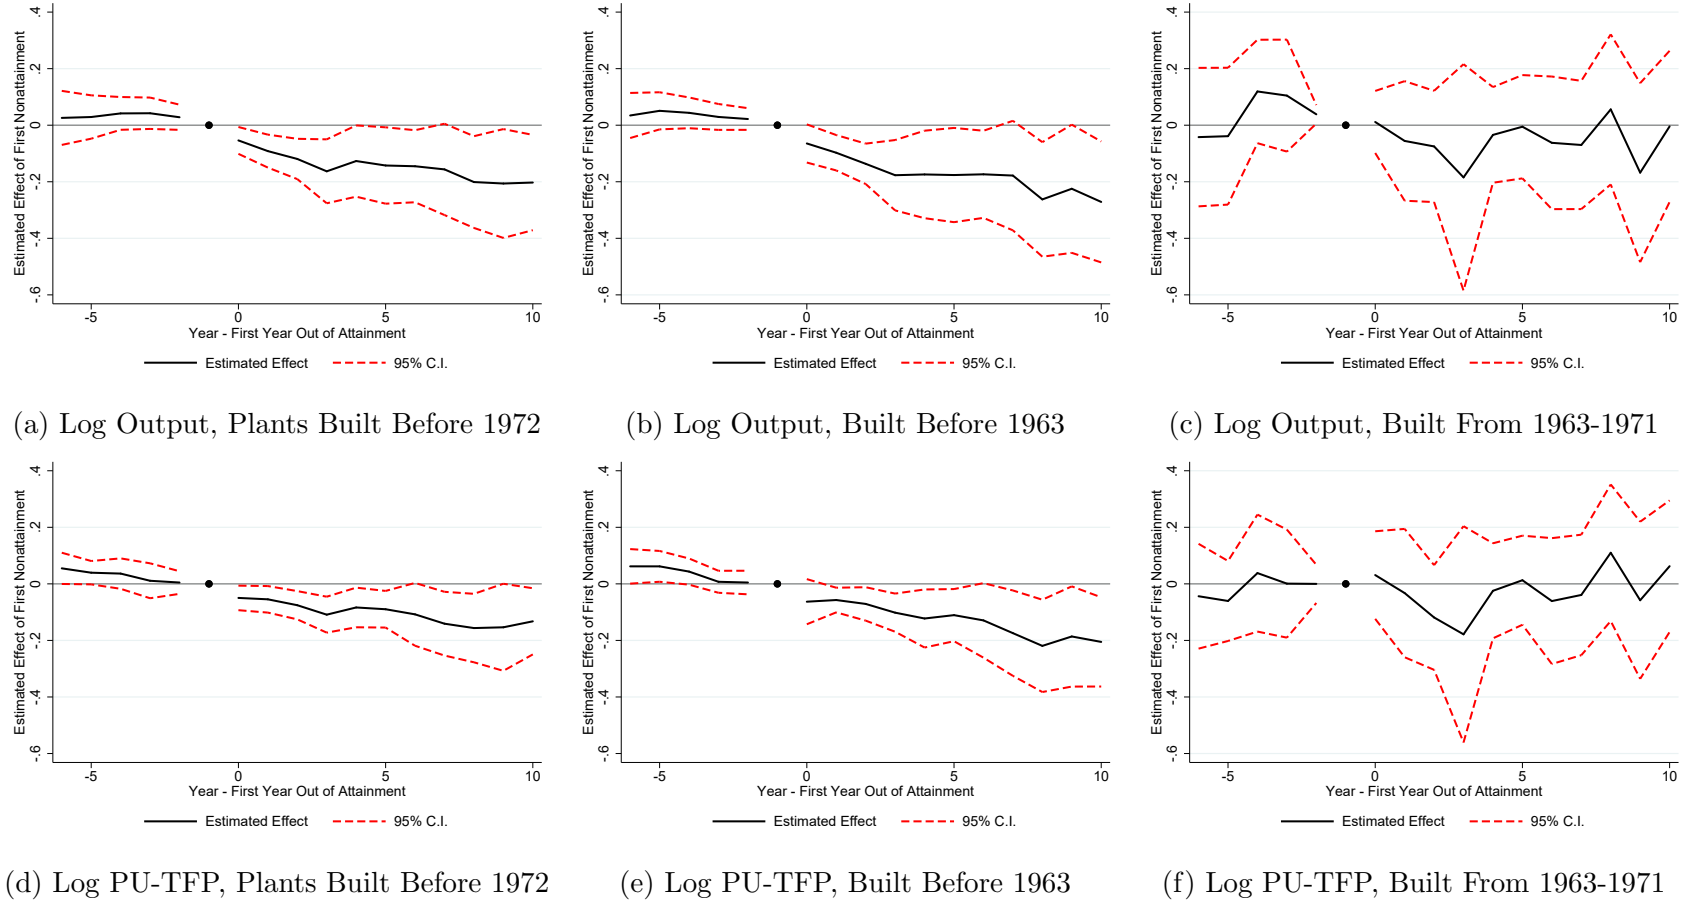 Estimated Effect of First Nonattainment
.4
.2
0
-.2
-.4
-.6
-5 0 5 10
Year - First Year Out of Attainment
Estimated Effect 95% C.I.
(a) Log Output, Plants Built Before 1972
Estimated Effect of First Nonattainment
.4
.2
0
-.2
-.4
-.6
-5 0 5 10
Year - First Year Out of Attainment
Estimated Effect 95% C.I.
(b) Log Output, Built Before 1963
Estimated Effect of First Nonattainment
.4
.2
0
-.2
-.4
-.6
-5 0 5 10
Year - First Year Out of Attainment
Estimated Effect 95% C.I.
(c) Log Output, Built From 1963-1971
Estimated Effect of First Nonattainment
.4
.2
0
-.2
-.4
-.6
-5 0 5 10
Year - First Year Out of Attainment
Estimated Effect 95% C.I.
(d) Log PU-TFP, Plants Built Before 1972
Estimated Effect of First Nonattainment
.4
.2
0
-.2
-.4
-.6
-5 0 5 10
Year - First Year Out of Attainment
Estimated Effect 95% C.I.
(e) Log PU-TFP, Built Before 1963
Estimated Effect of First Nonattainment
.4
.2
0
-.2
-.4
-.6
-5 0 5 10
Year - First Year Out of Attainment
Estimated Effect 95% C.I.
(f) Log PU-TFP, Built From 1963-1971